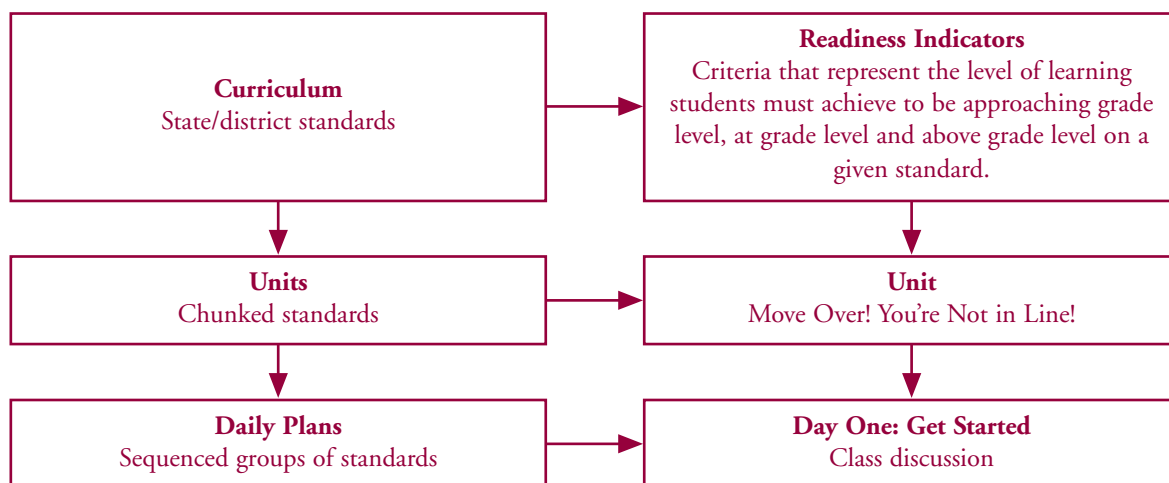 Curriculum
State/district standards
Readiness Indicators
Criteria that represent the level of learning
students must achieve to be approaching grade
level, at grade level and above grade level on a
given standard.
Units
Chunked standards
Unit
Move Over! You’re Not in Line!
Daily Plans
Sequenced groups of standards
Day One: Get Started
Class discussion